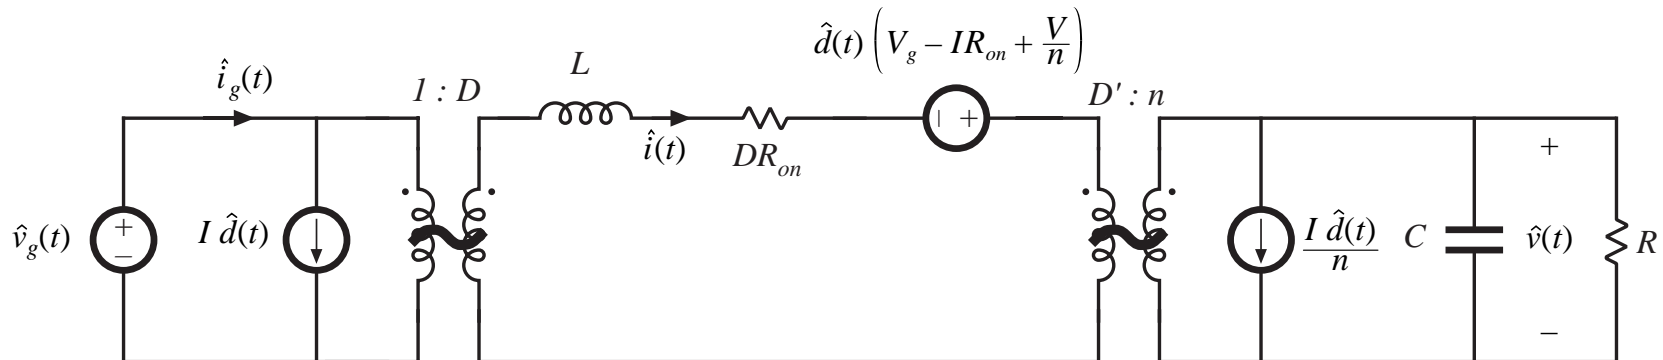 d̂(t) (V_g – IR_on + V/n)
L
î_g(t)
1 : D
D' : n
î(t)
DR_on
– +
+
v̂_g(t)
+
–
I d̂(t)
I d̂(t)/n
C
v̂(t)
R
–